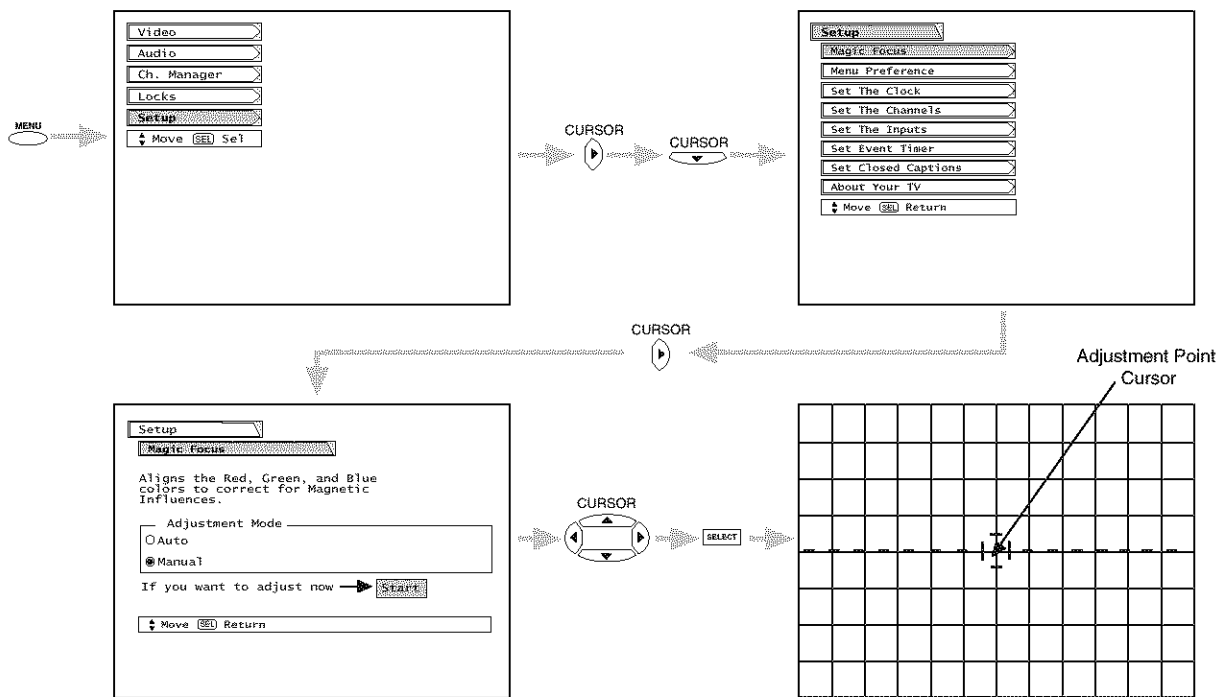 MENU
Video
Audio
Ch. Manager
Locks
Setup
Move SEL Sel
CURSOR
CURSOR
Setup
Magic Focus
Menu Preference
Set The Clock
Set The Channels
Set The Inputs
Set Event Timer
Set Closed Captions
About Your TV
Move SEL Return
CURSOR
Setup
Magic Focus
Aligns the Red, Green, and Blue
colors to correct for Magnetic
Influences.
Adjustment Mode
Auto
Manual
If you want to adjust now Start
Move SEL Return
CURSOR
SELECT
Adjustment Point
Cursor